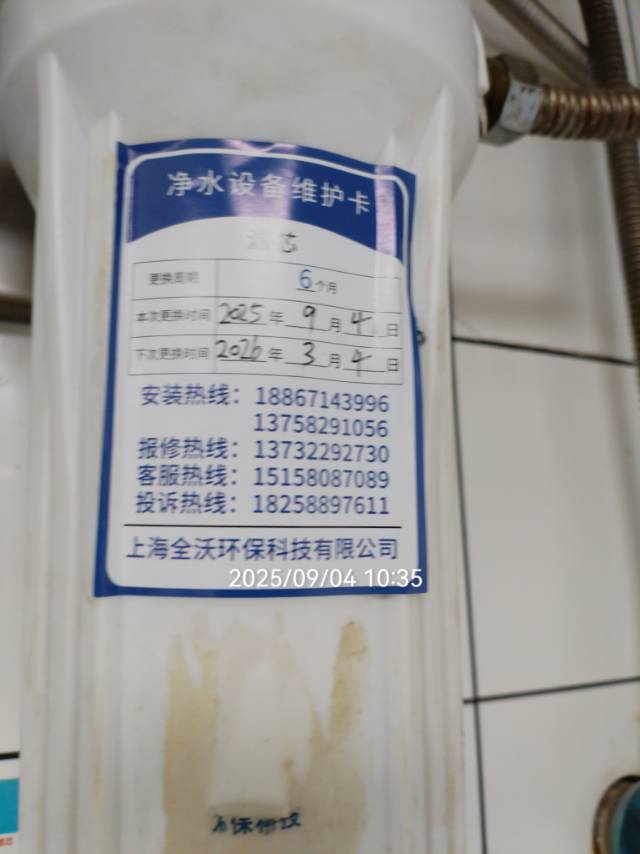 净水设备维护卡
滤芯
更换周期 6个月
本次更换时间 2025年9月4日
下次更换时间 2026年3月4日
安装热线：18867143996
13758291056
报修热线：13732292730
客服热线：15158087089
投诉热线：18258897611
上海全沃环保科技有限公司
2025/09/04 10:35